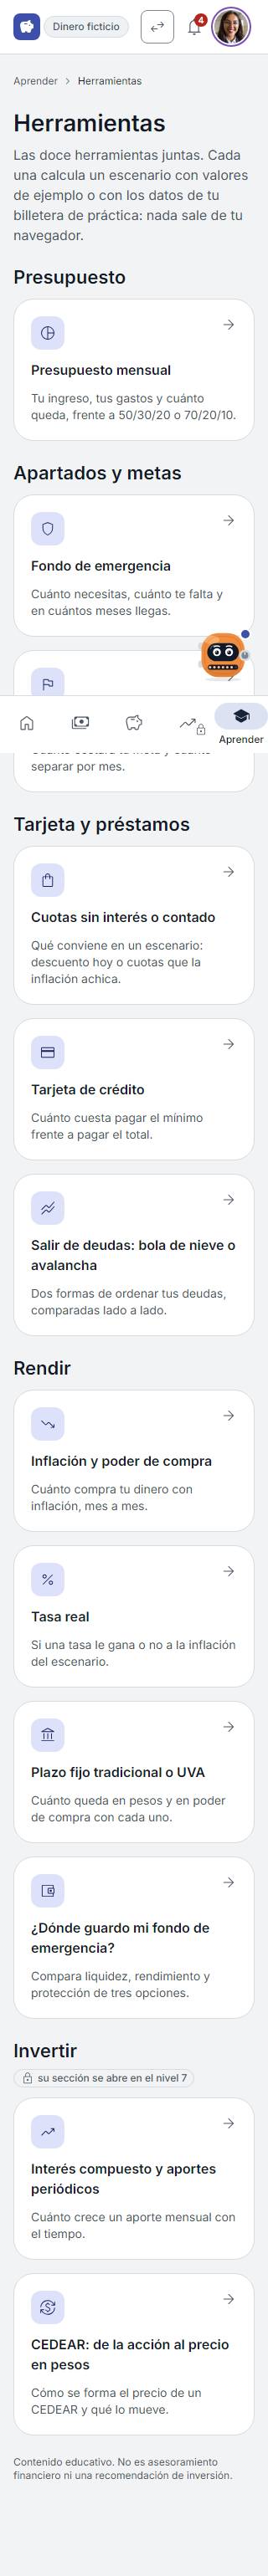 Dinero ficticio
4
Aprender > Herramientas
Herramientas
Las doce herramientas juntas. Cada
una calcula un escenario con valores
de ejemplo o con los datos de tu
billetera de práctica: nada sale de tu
navegador.
Presupuesto
Presupuesto mensual
Tu ingreso, tus gastos y cuánto
queda, frente a 50/30/20 o 70/20/10.
Apartados y metas
Fondo de emergencia
Cuánto necesitas, cuánto te falta y
en cuántos meses llegas.
Aprender
separar por mes.
Tarjeta y préstamos
Cuotas sin interés o contado
Qué conviene en un escenario:
descuento hoy o cuotas que la
inflación achica.
Tarjeta de crédito
Cuánto cuesta pagar el mínimo
frente a pagar el total.
Salir de deudas: bola de nieve o
avalancha
Dos formas de ordenar tus deudas,
comparadas lado a lado.
Rendir
Inflación y poder de compra
Cuánto compra tu dinero con
inflación, mes a mes.
Tasa real
Si una tasa le gana o no a la inflación
del escenario.
Plazo fijo tradicional o UVA
Cuánto queda en pesos y en poder
de compra con cada uno.
¿Dónde guardo mi fondo de
emergencia?
Compara liquidez, rendimiento y
protección de tres opciones.
Invertir
su sección se abre en el nivel 7
Interés compuesto y aportes
periódicos
Cuánto crece un aporte mensual con
el tiempo.
CEDEAR: de la acción al precio
en pesos
Cómo se forma el precio de un
CEDEAR y qué lo mueve.
Contenido educativo. No es asesoramiento
financiero ni una recomendación de inversión.